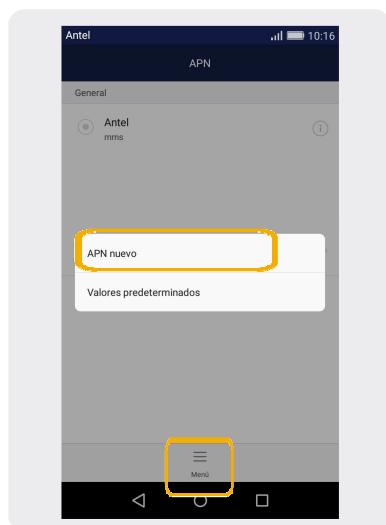 Antel 10:16
APN
General
Antel
mms
APN nuevo
Valores predeterminados
Menú